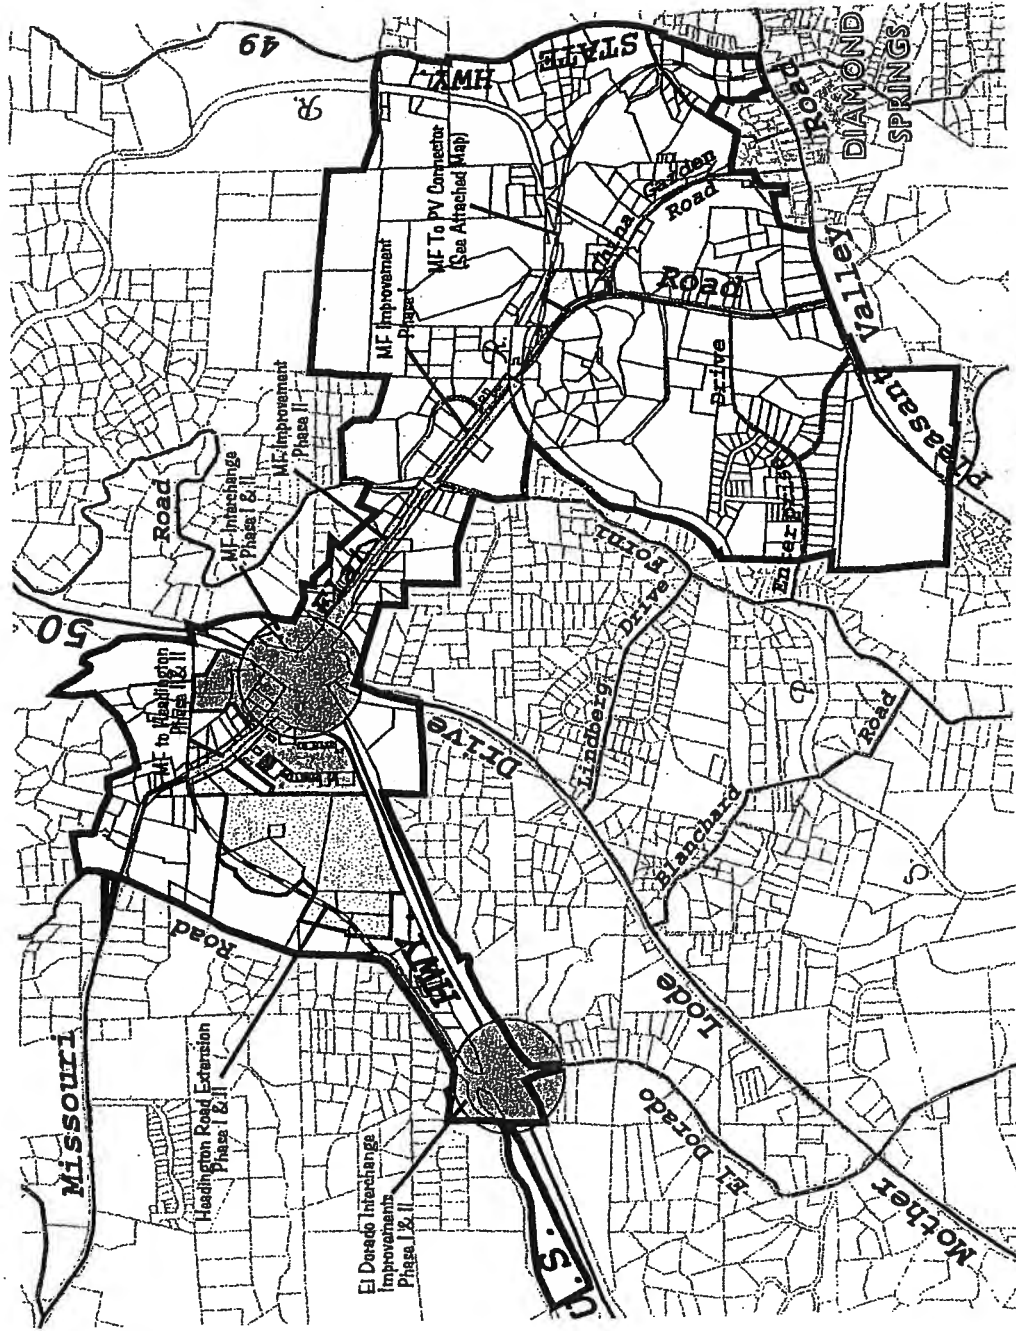 49
STATE
HWY
R.
Road
DIAMOND
SPRINGS
MF To PV Connector
(See Attached Map)
China
Garden
Road
Road
MF Improvement
Phase I
R.
Valley
Pleasant
Drive
Enterprise
MF Improvement
Phase II
MF Interchange
Phase I & II
Road
50
Forni
Drive
Lindberg
P.
Road
Blanchard
S.
MF to Headington
Phase I & II
Drive
Lode
Mother
Missouri
Road
HWY
U.S.
Headington Road Extension
Phase I & II
El Dorado Interchange
Improvements
Phase I & II
El Dorado